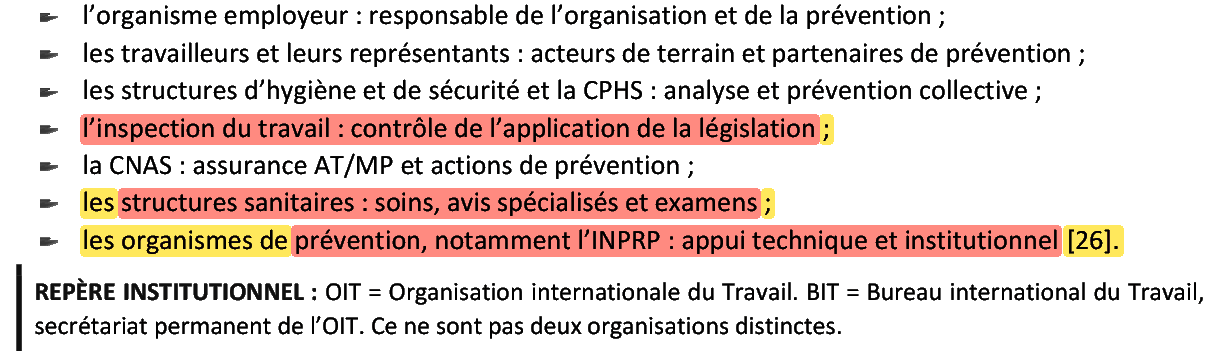 l’organisme employeur : responsable de l’organisation et de la prévention ;
les travailleurs et leurs représentants : acteurs de terrain et partenaires de prévention ;
les structures d’hygiène et de sécurité et la CPHS : analyse et prévention collective ;
l’inspection du travail : contrôle de l’application de la législation ;
la CNAS : assurance AT/MP et actions de prévention ;
les structures sanitaires : soins, avis spécialisés et examens ;
les organismes de prévention, notamment l’INPRP : appui technique et institutionnel [26].
REPÈRE INSTITUTIONNEL : OIT = Organisation internationale du Travail. BIT = Bureau international du Travail,
secrétariat permanent de l’OIT. Ce ne sont pas deux organisations distinctes.